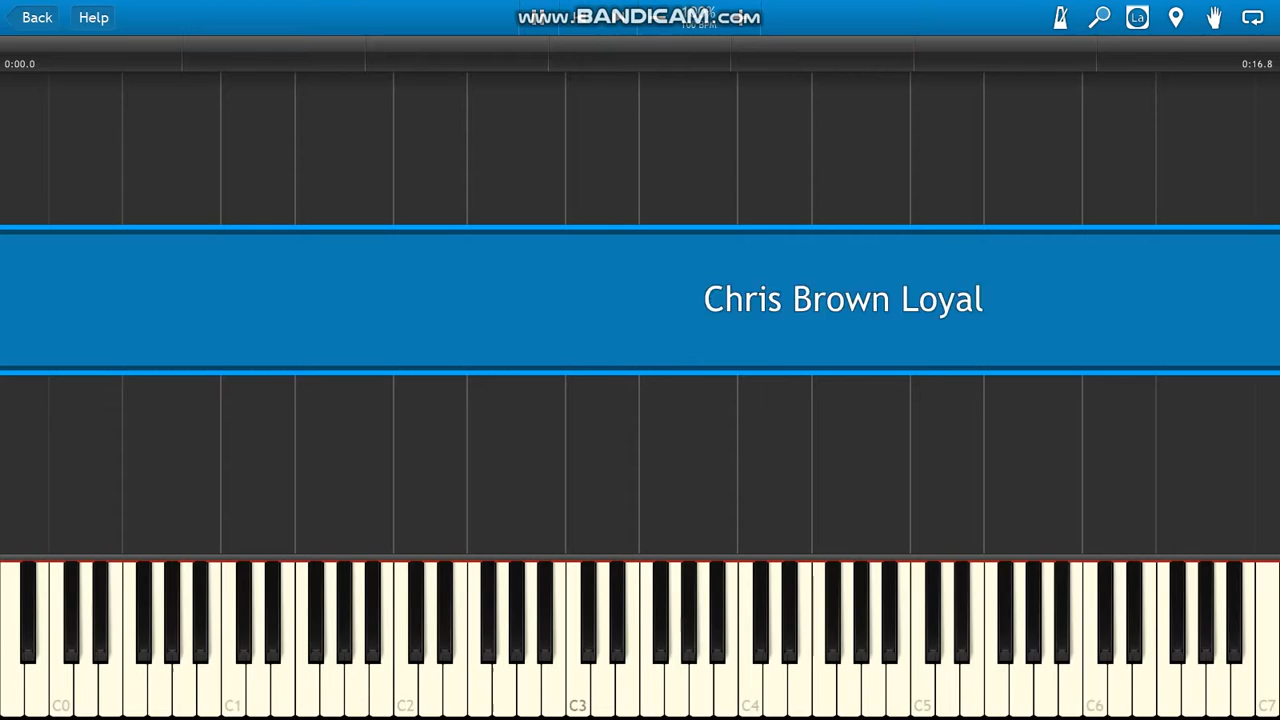 Back Help
www.BANDICAM.com
La
0:00.0 0:16.8
Chris Brown Loyal
C0 C1 C2 C3 C4 C5 C6 C7